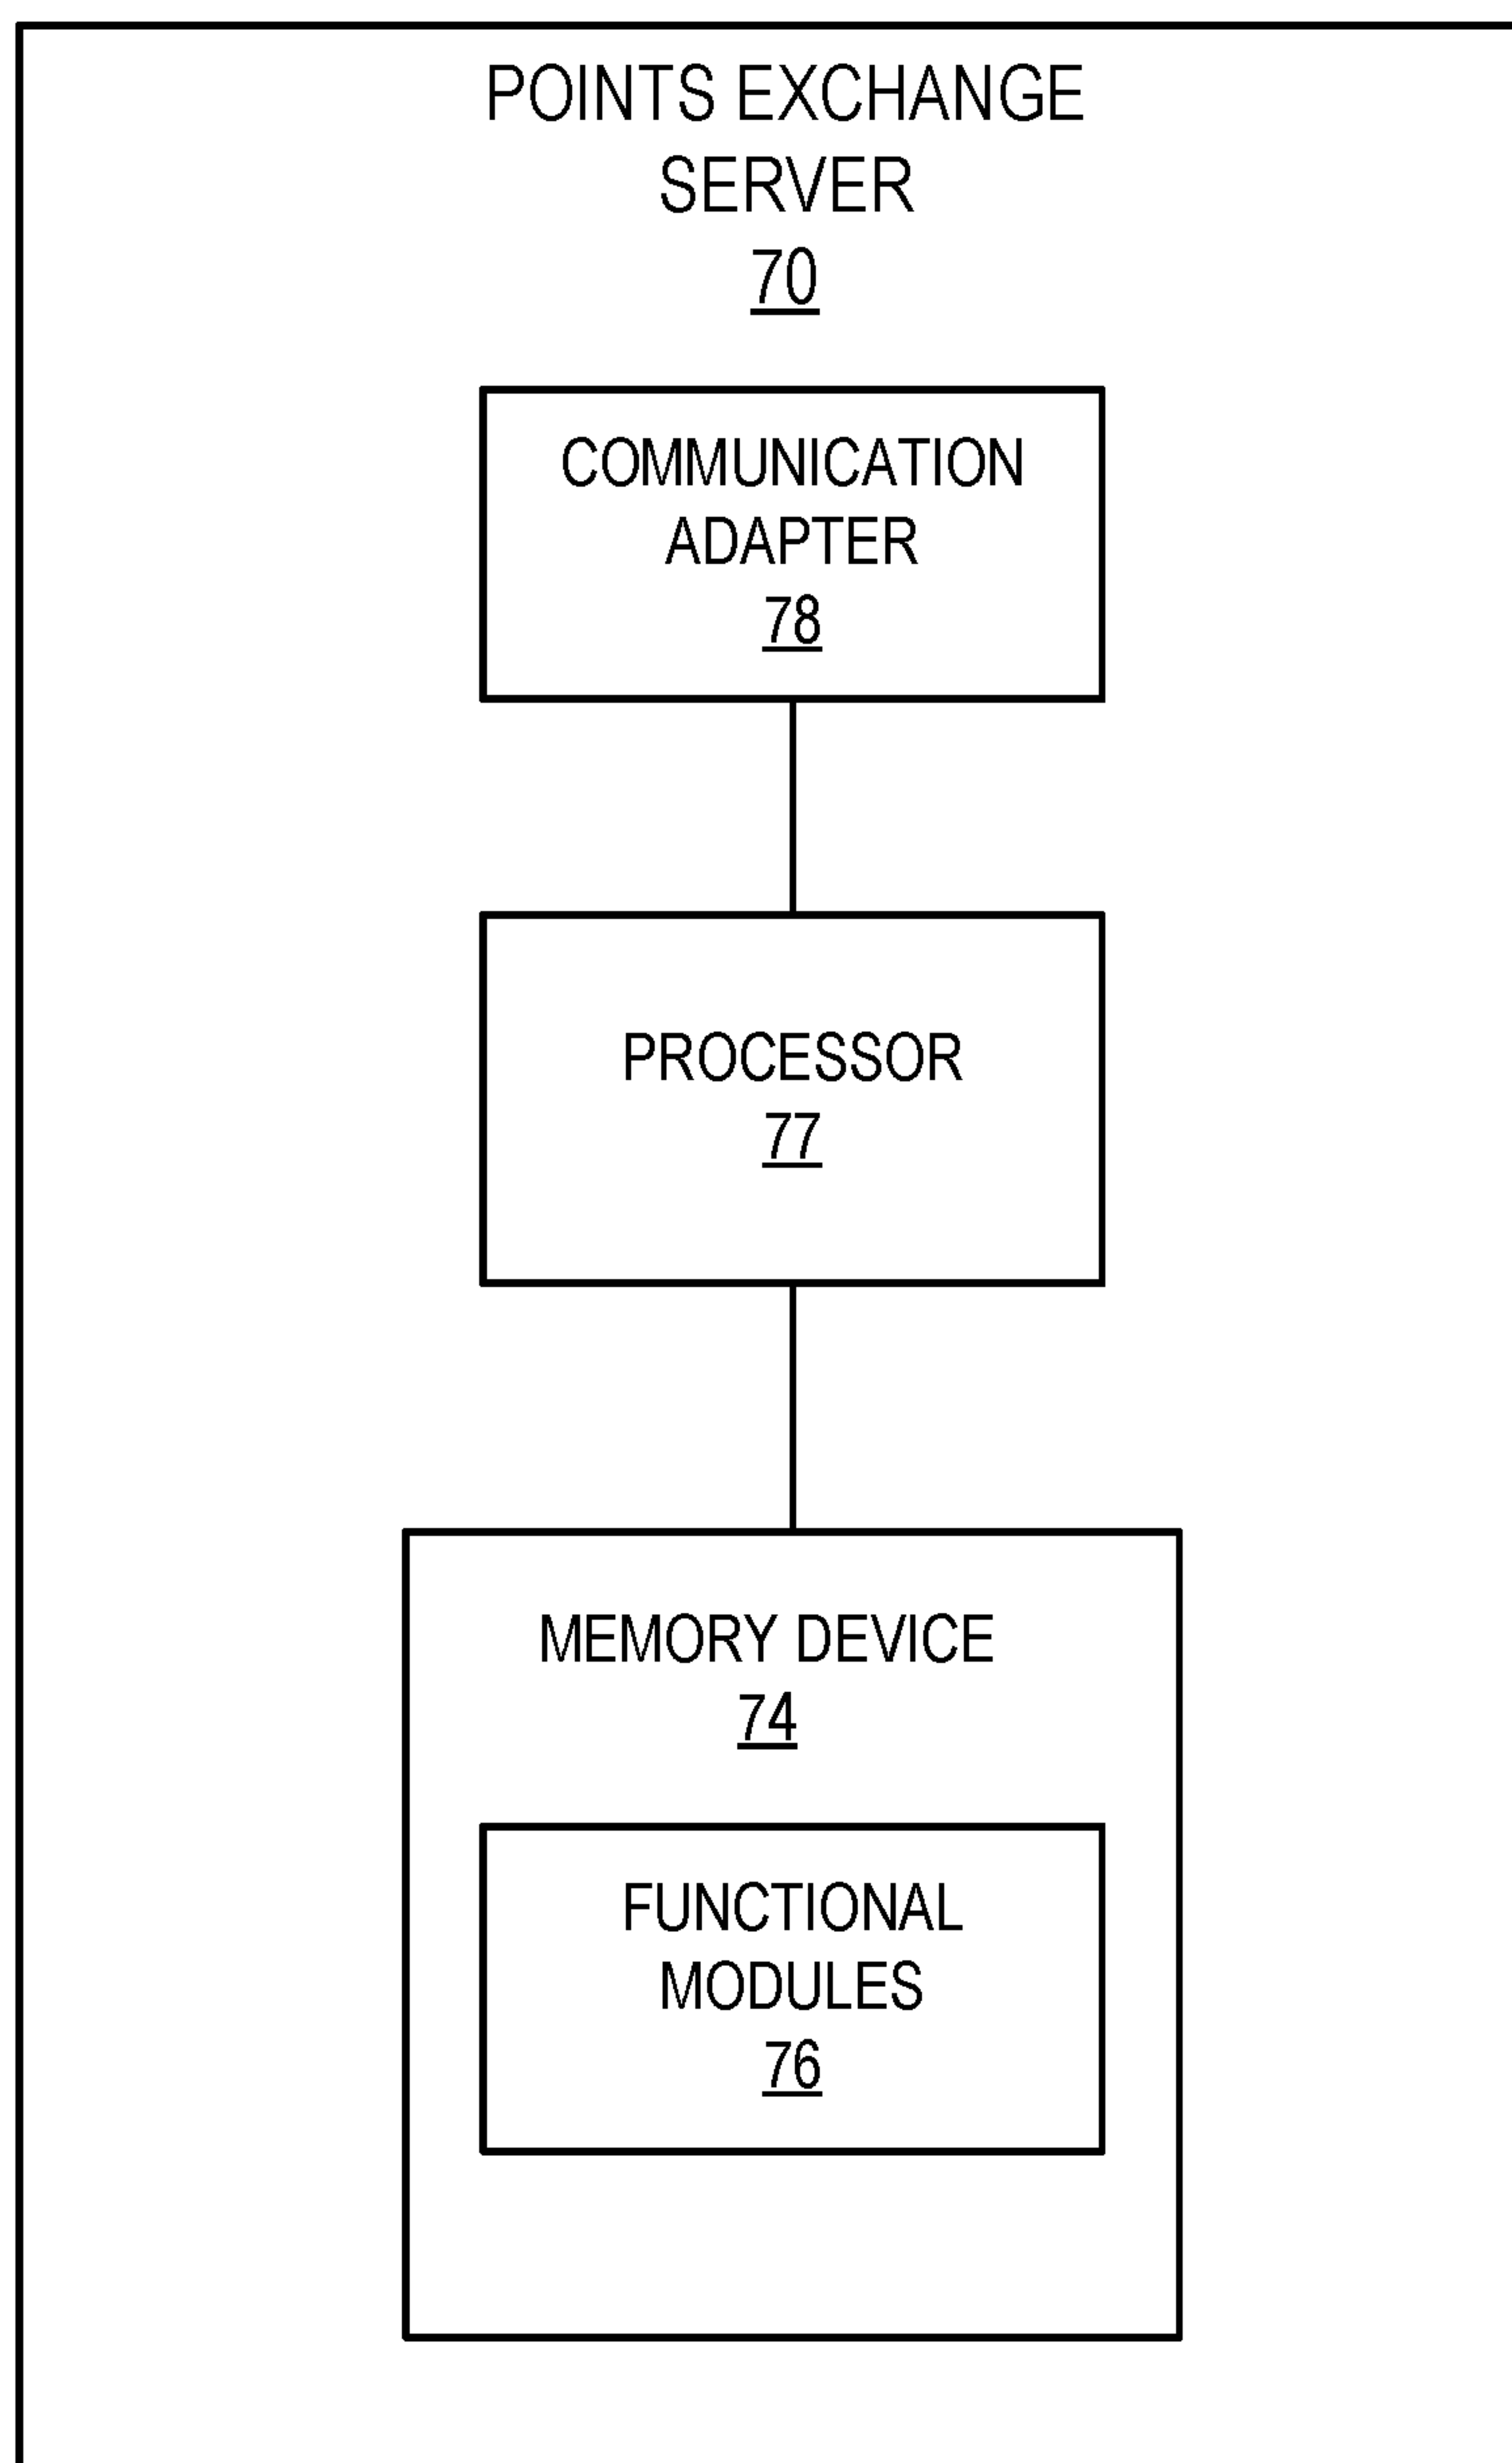 POINTS EXCHANGE
SERVER
70
COMMUNICATION
ADAPTER
78
PROCESSOR
77
MEMORY DEVICE
74
FUNCTIONAL
MODULES
76